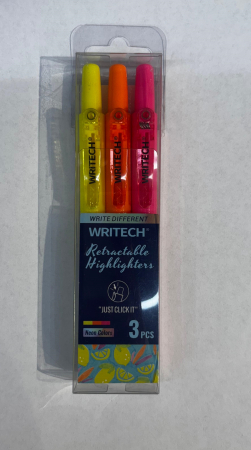 WRITECH
WRITECH
WRITECH
WRITE DIFFERENT
WRITECH
Retractable
Highlighters
"JUST CLICK IT"
Neon Colors
3 PCS